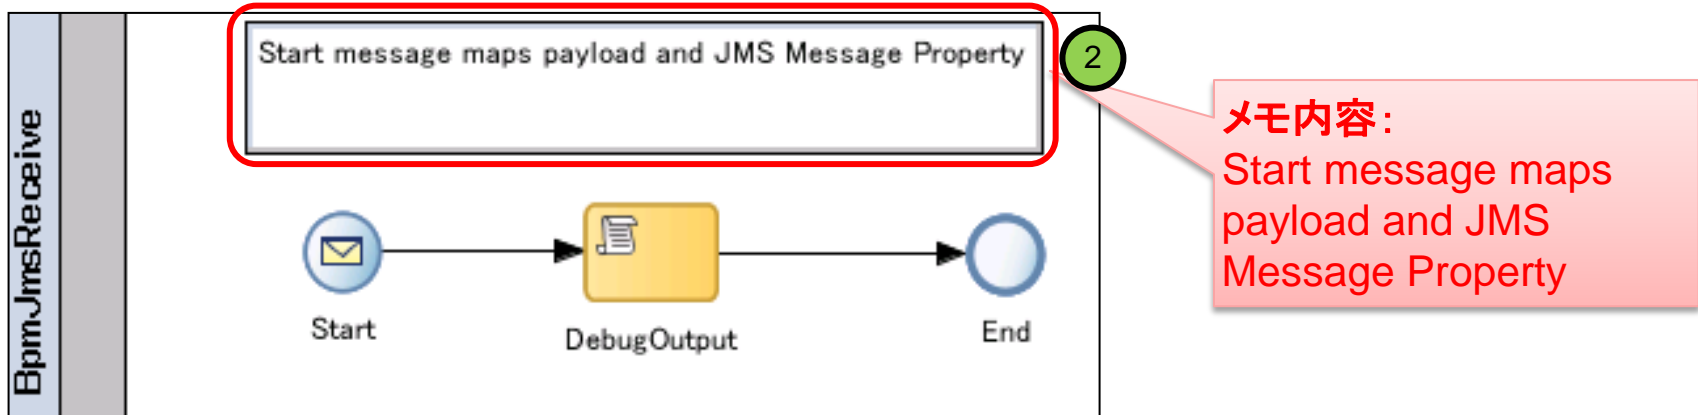 BpmJmsReceive
Start message maps payload and JMS Message Property
2
メモ内容:
Start message maps
payload and JMS
Message Property
Start
DebugOutput
End